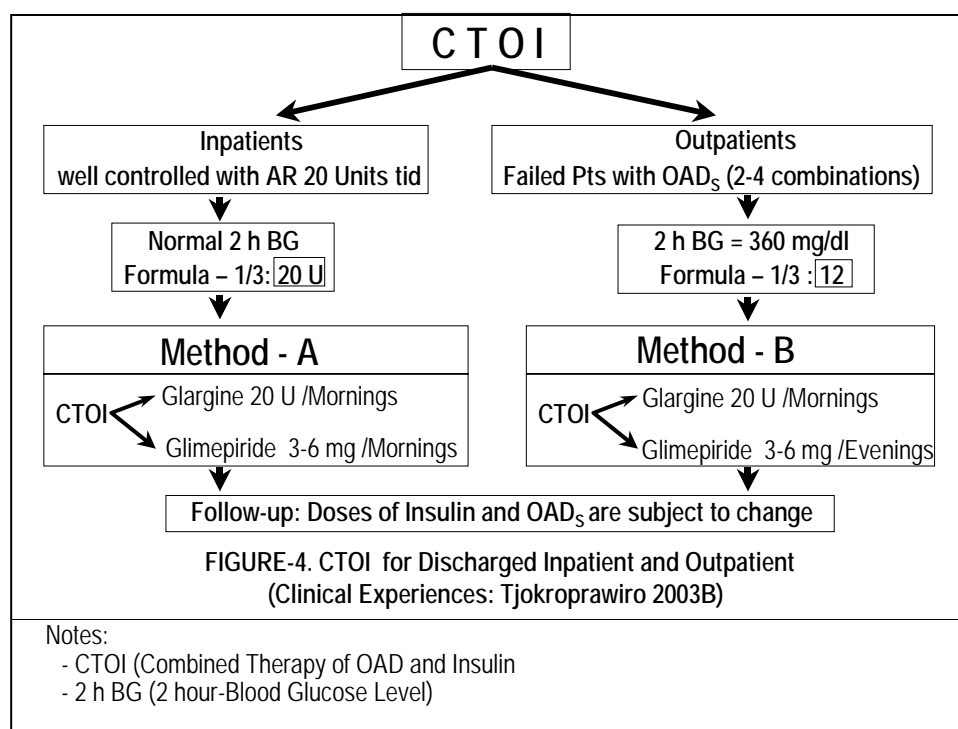 CTOI
Inpatients
well controlled with AR 20 Units tid
Outpatients
Failed Pts with OADS (2-4 combinations)
Normal 2 h BG
Formula – 1/3: 20 U
2 h BG = 360 mg/dl
Formula – 1/3 : 12
Method - A
CTOI
Glargine 20 U /Mornings
Glimepiride 3-6 mg /Mornings
Method - B
CTOI
Glargine 20 U /Mornings
Glimepiride 3-6 mg /Evenings
Follow-up: Doses of Insulin and OADS are subject to change
FIGURE-4. CTOI for Discharged Inpatient and Outpatient
(Clinical Experiences: Tjokroprawiro 2003B)
Notes:
- CTOI (Combined Therapy of OAD and Insulin
- 2 h BG (2 hour-Blood Glucose Level)